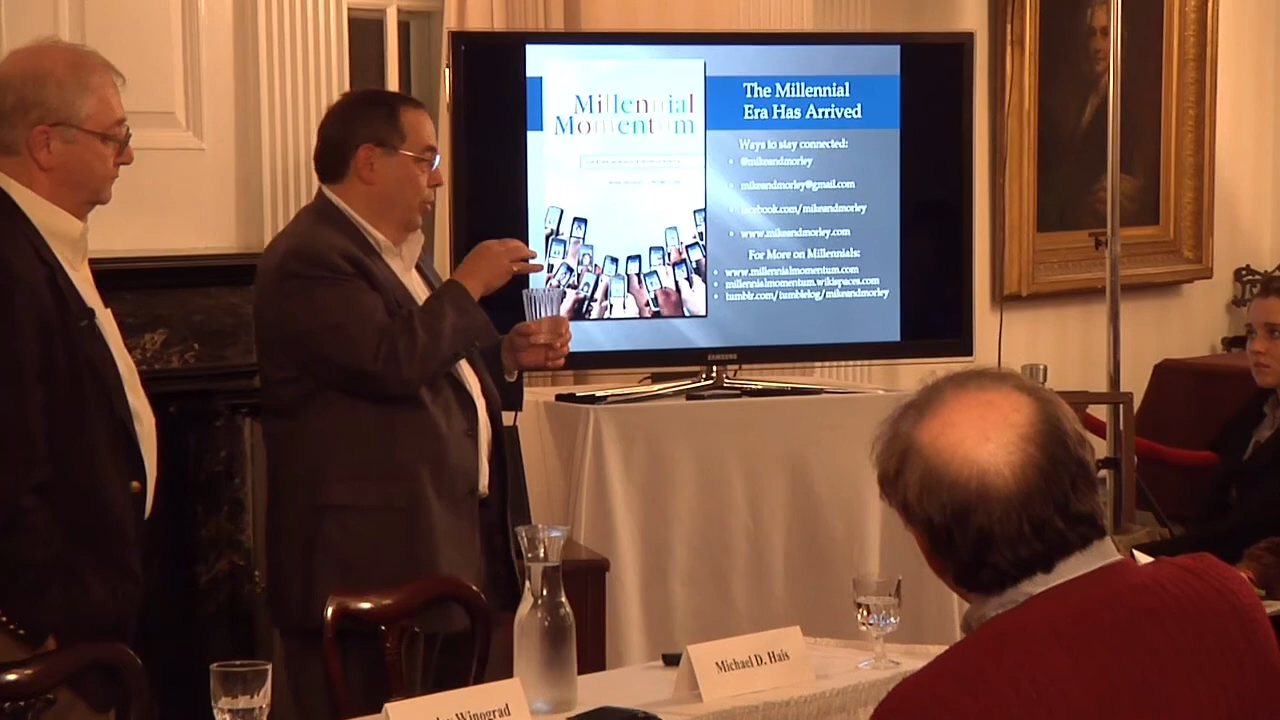 Millennial
Momentum
The Millennial
Era Has Arrived
Ways to stay connected:
• @mikeandmorley
• mikeandmorley@gmail.com
• facebook.com/mikeandmorley
• www.mikeandmorley.com
For More on Millennials:
• www.millennialmomentum.com
• millennialmomentum.wikispaces.com
• tumblr.com/tumblelog/mikeandmorley
SAMSUNG
Michael D. Hais
Winograd